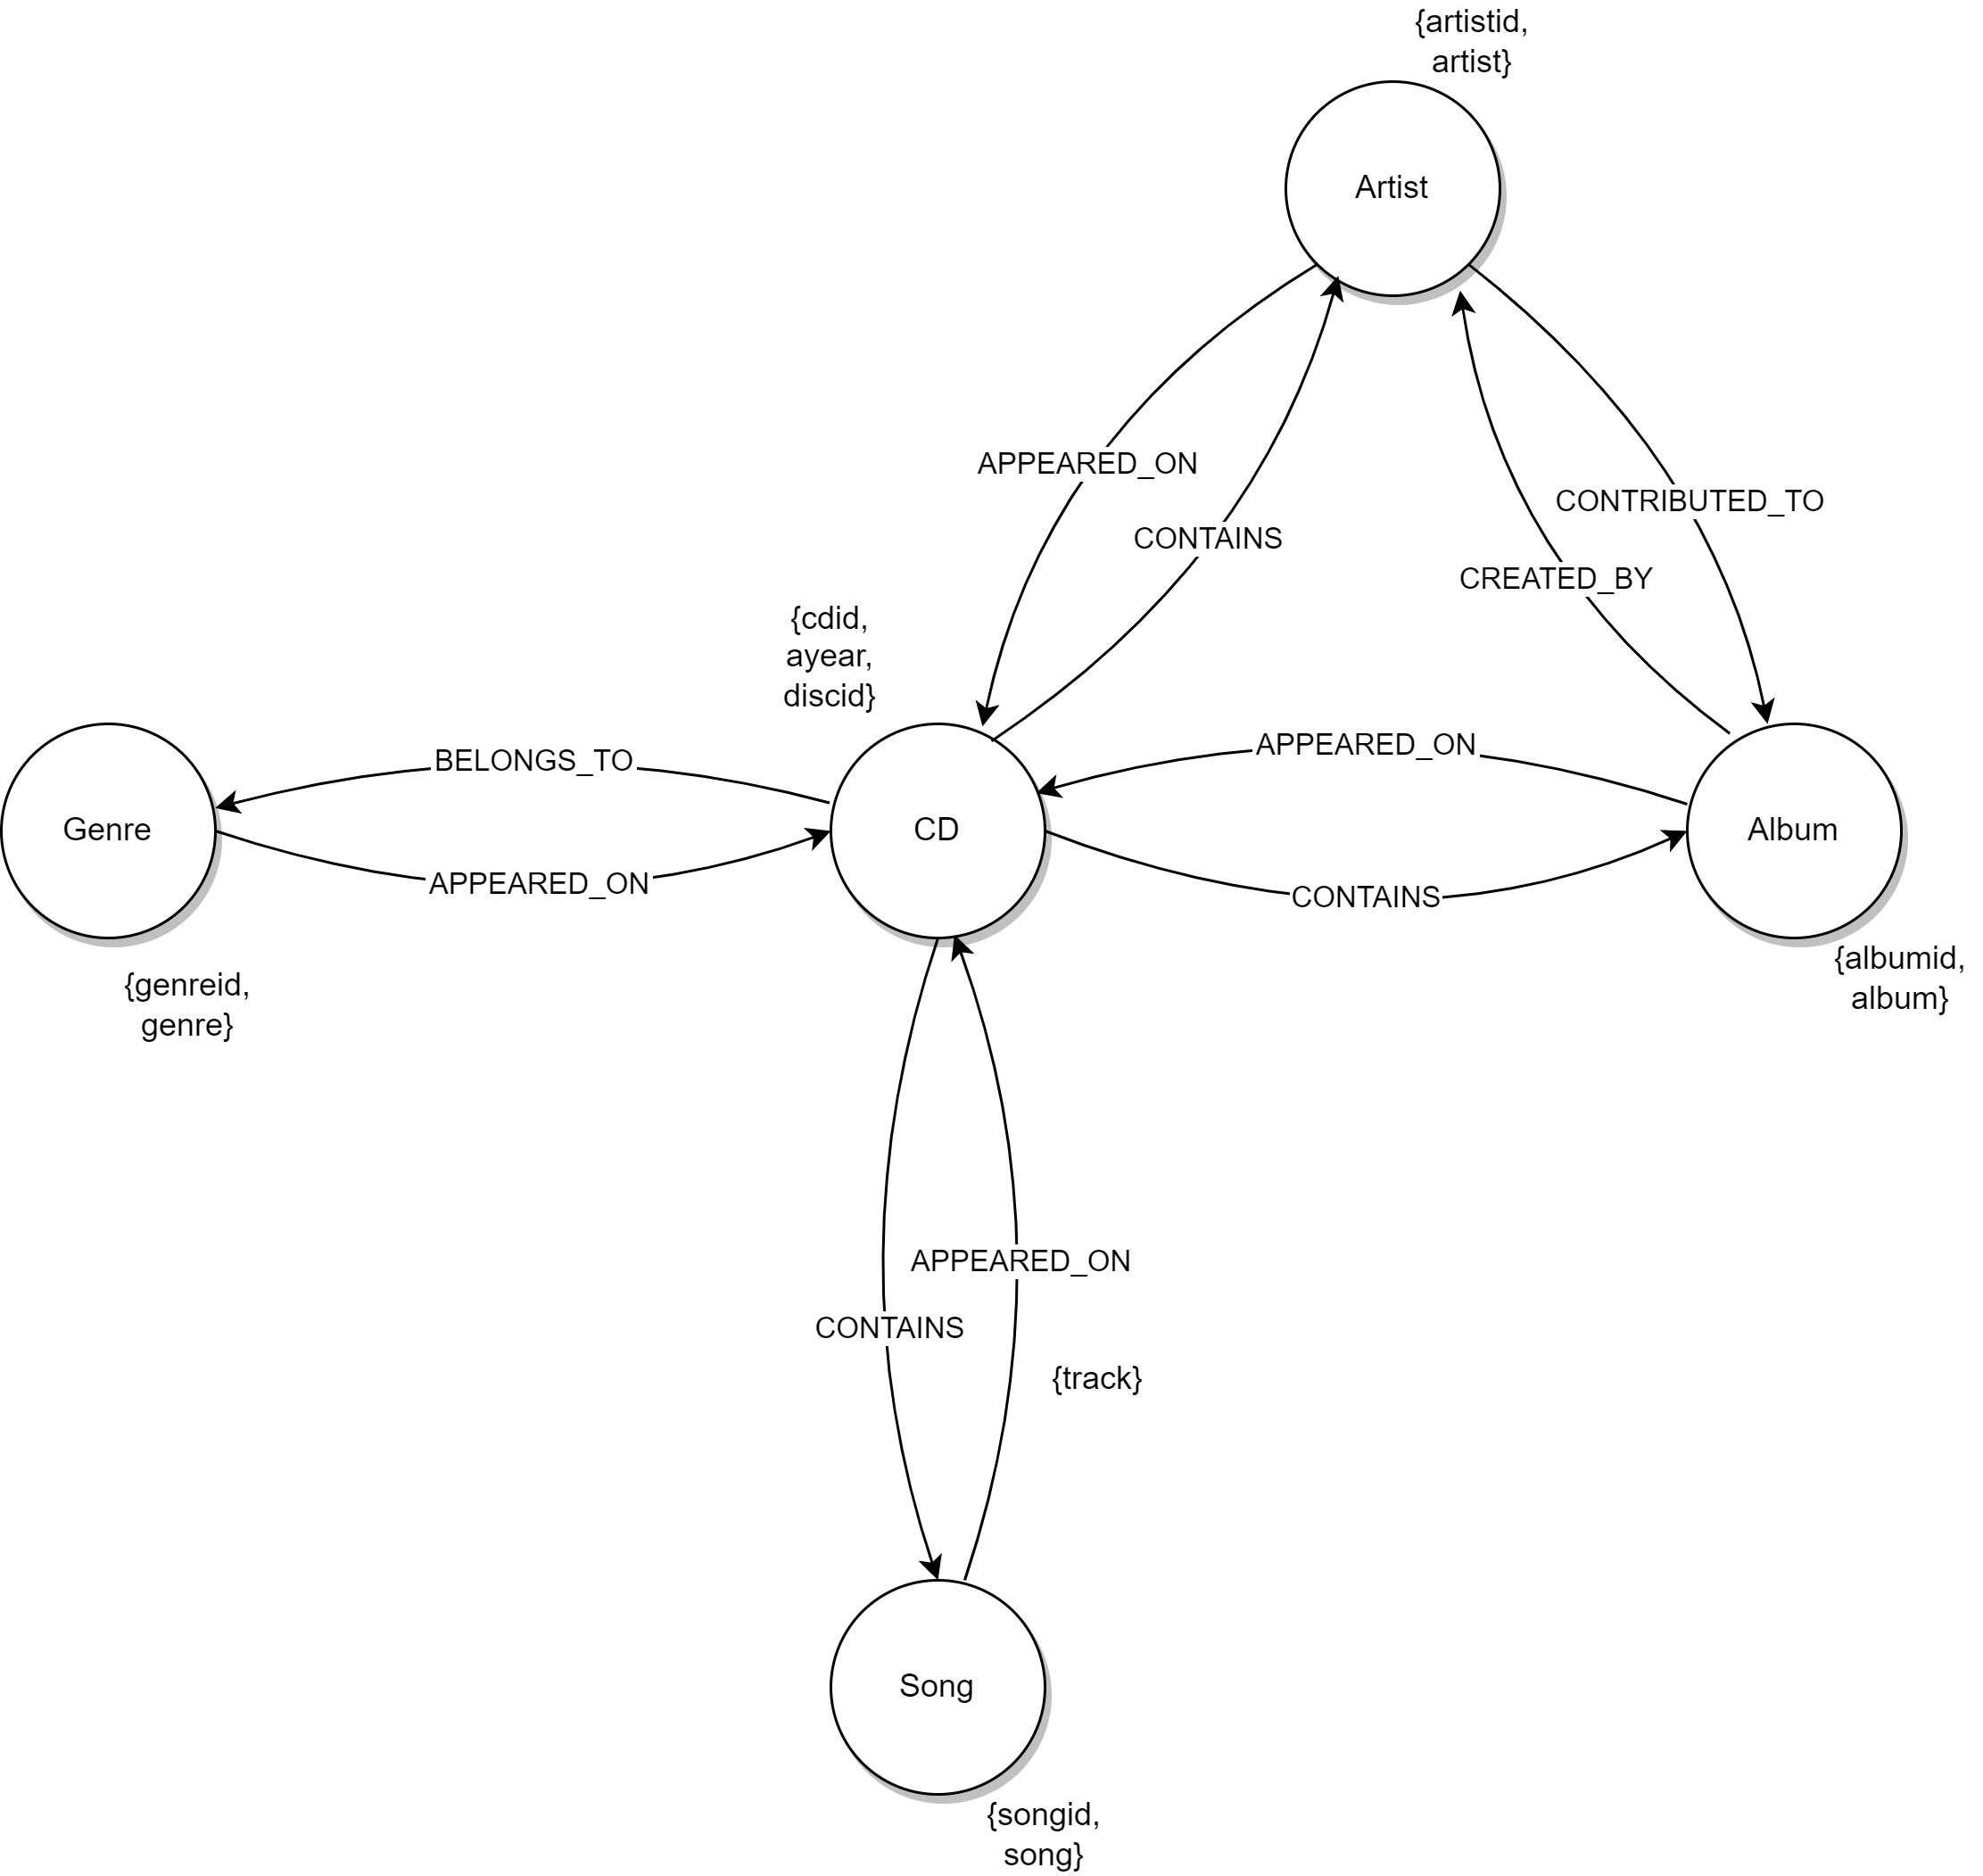 {artistid,
artist}
Artist
APPEARED_ON
CONTRIBUTED_TO
CONTAINS
CREATED_BY
{cdid,
ayear,
discid}
APPEARED_ON
BELONGS_TO
Genre
CD
Album
APPEARED_ON
CONTAINS
{albumid,
album}
{genreid,
genre}
APPEARED_ON
CONTAINS
{track}
Song
{songid,
song}